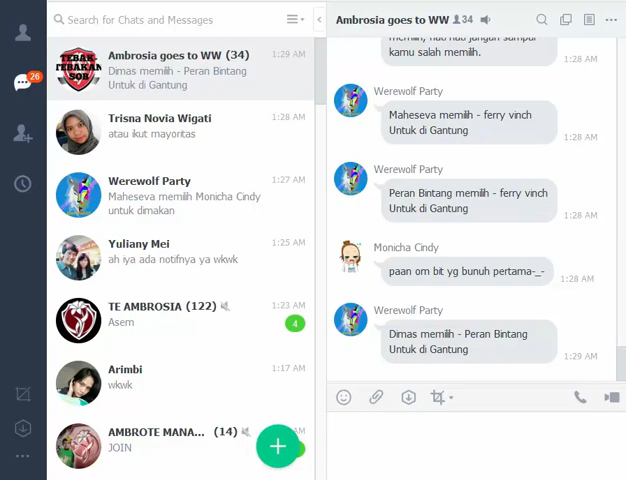 Search for Chats and Messages
26
TEBAK
TEBAKAN
SOB
Ambrosia goes to WW (34)
1:29 AM
Dimas memilih - Peran Bintang
Untuk di Gantung
Trisna Novia Wigati
1:28 AM
atau ikut mayoritas
Werewolf Party
1:27 AM
Maheseva memilih Monicha Cindy
untuk dimakan
Yuliany Mei
1:25 AM
ah iya ada notifnya ya wkwk
TE AMBROSIA (122)
1:23 AM
Asem
4
Arimbi
1:17 AM
wkwk
AMBROTE MANA... (14)
AM
JOIN
Ambrosia goes to WW 34
kamu salah memilih.
1:28 AM
Werewolf Party
Maheseva memilih - ferry vinch
Untuk di Gantung
1:28 AM
Werewolf Party
Peran Bintang memilih - ferry vinch
Untuk di Gantung
1:28 AM
Monicha Cindy
paan om bit yg bunuh pertama-_-
1:28 AM
Werewolf Party
Dimas memilih - Peran Bintang
Untuk di Gantung
1:29 AM